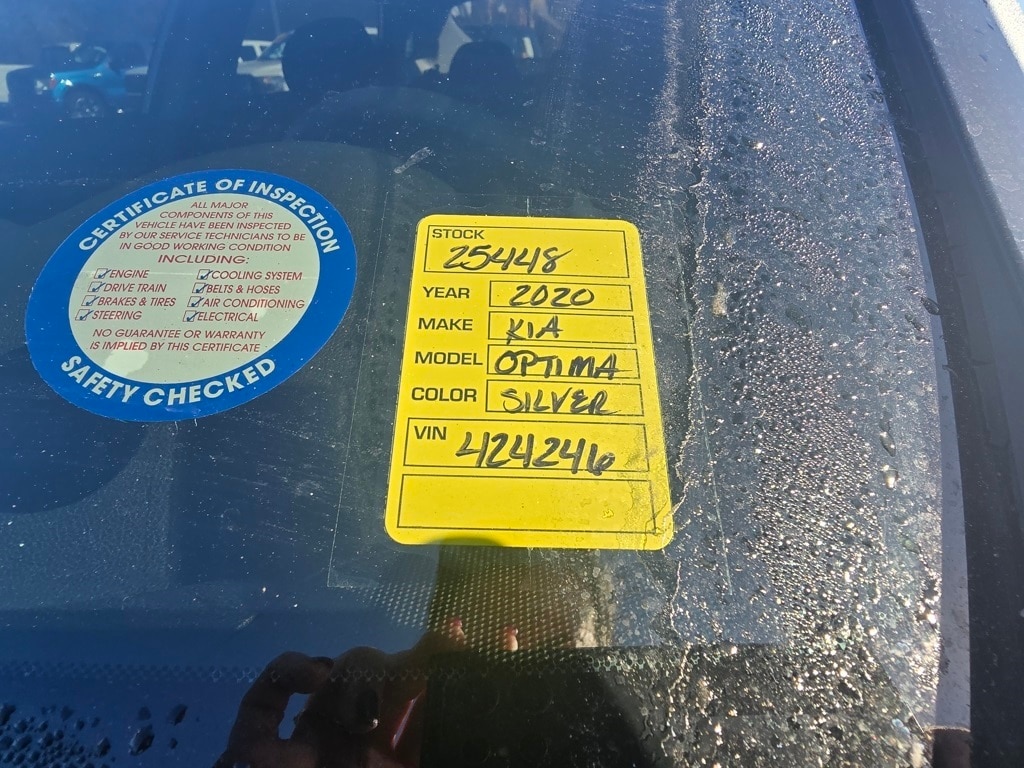 CERTIFICATE OF INSPECTION
ALL MAJOR
COMPONENTS OF THIS
VEHICLE HAVE BEEN INSPECTED
BY OUR SERVICE TECHNICIANS TO BE
IN GOOD WORKING CONDITION
INCLUDING:
ENGINE COOLING SYSTEM
DRIVE TRAIN BELTS & HOSES
BRAKES & TIRES AIR CONDITIONING
STEERING ELECTRICAL
NO GUARANTEE OR WARRANTY
IS IMPLIED BY THIS CERTIFICATE
SAFETY CHECKED
STOCK
25448
YEAR 2020
MAKE KIA
MODEL OPTIMA
COLOR SILVER
VIN 424246